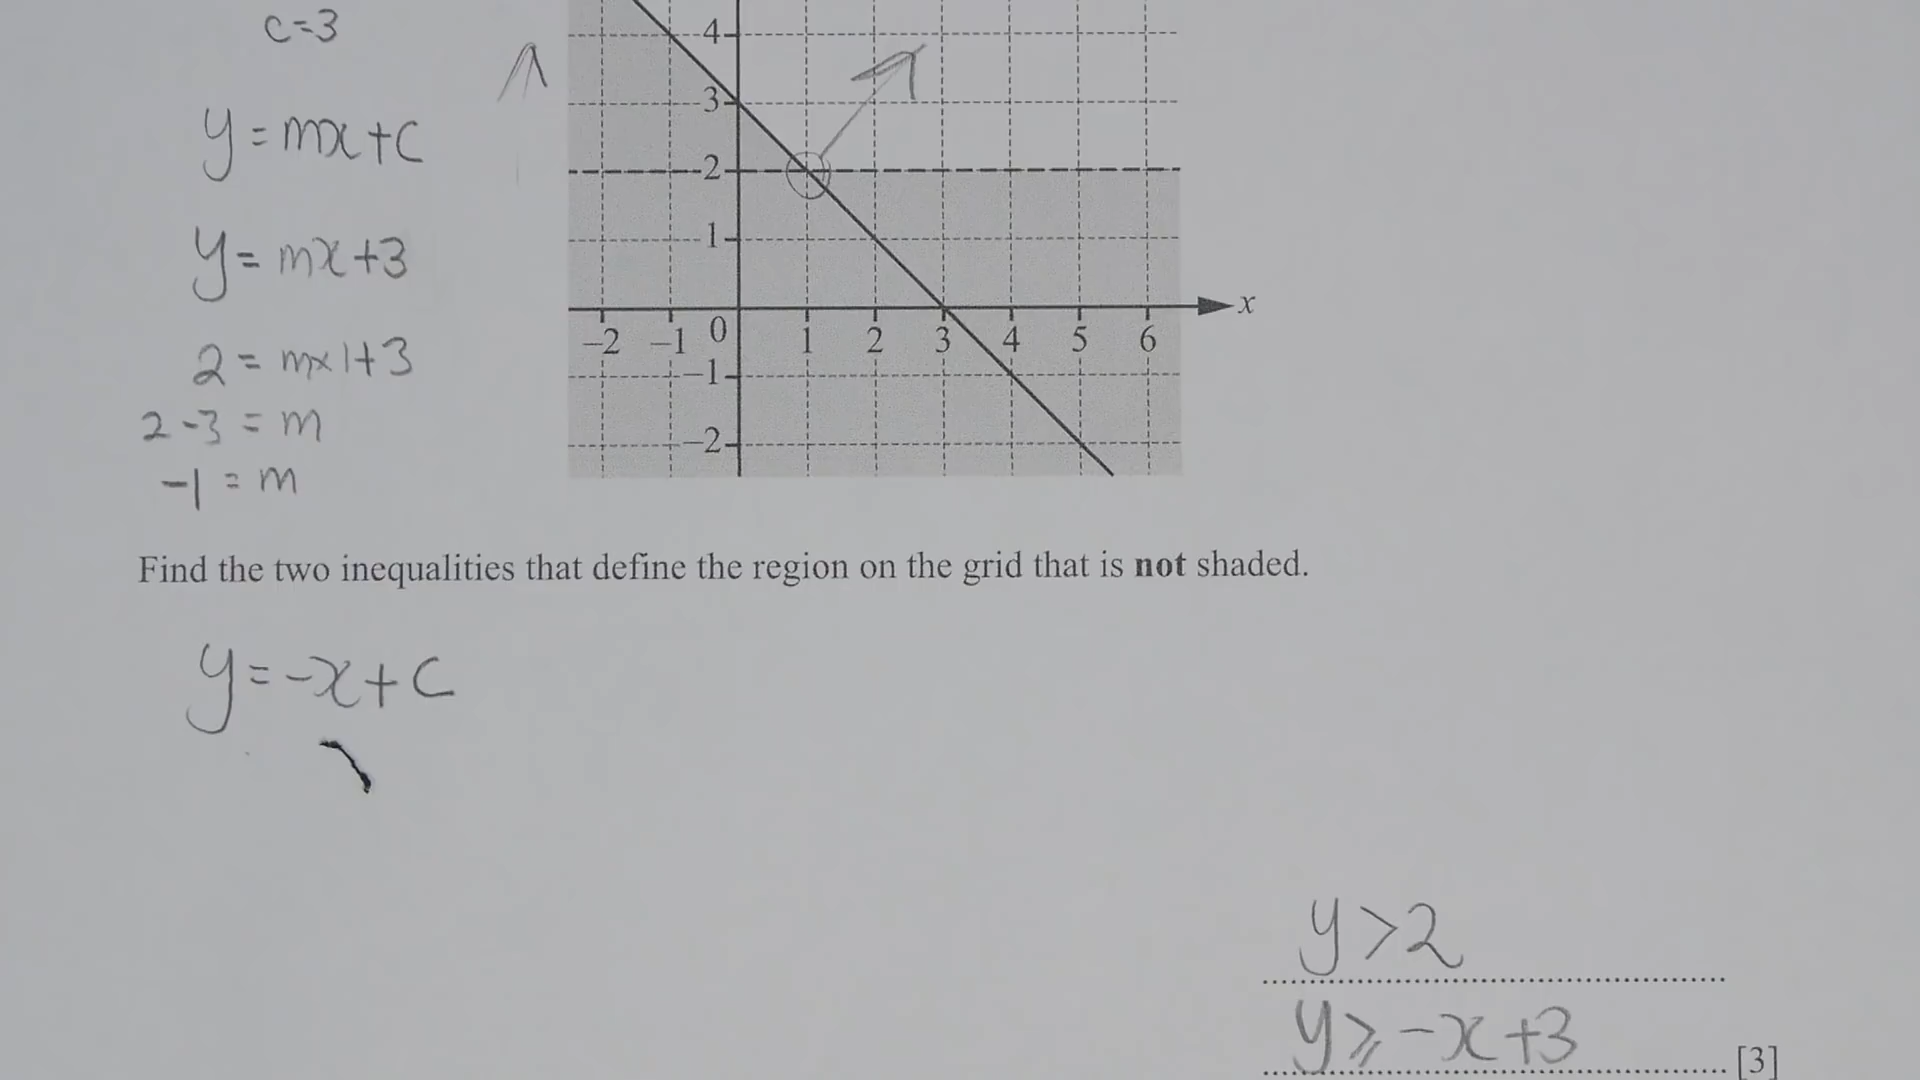 c=3
y=mx+c
y=mx+3
2=mx1+3
2-3=m
-1=m
4
3
2
1
-2 -1 0 1 2 3 4 5 6 x
-1
-2
Find the two inequalities that define the region on the grid that is not shaded.
y=-x+c
y>2
y⩾-x+3
[3]